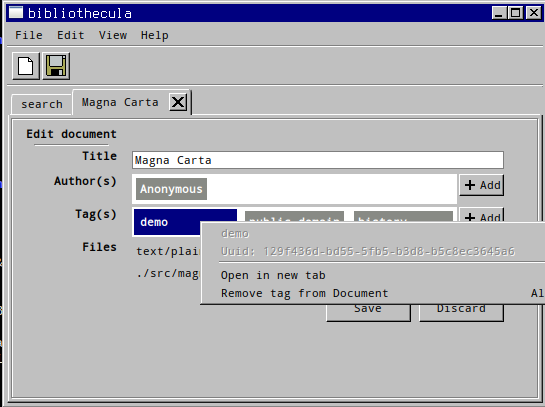 bibliothecula
File Edit View Help
search Magna Carta
Edit document
Title Magna Carta
Author(s) Anonymous Add
Tag(s) demo public domain history Add
demo
Uuid: 129f436d-bd55-5fb5-b3d8-b5c8ec3645a6
Files text/plai
Open in new tab
./src/mag
Remove tag from Document Al
Save Discard